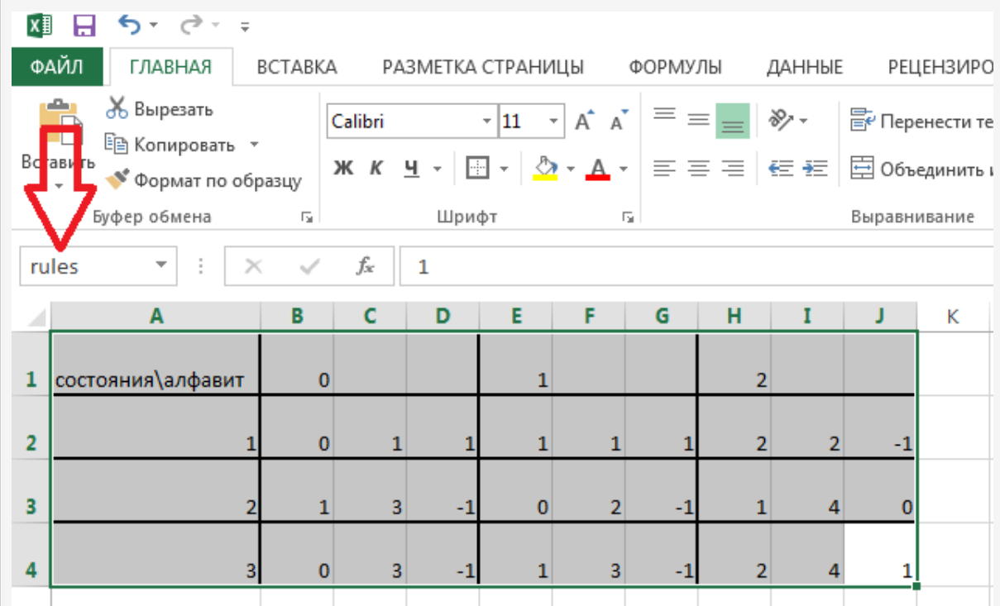 ФАЙЛ ГЛАВНАЯ ВСТАВКА РАЗМЕТКА СТРАНИЦЫ ФОРМУЛЫ ДАННЫЕ РЕЦЕНЗИРО
Вырезать
Копировать
Вставить
Формат по образцу
Буфер обмена
Calibri 11
Ж К Ч А
Шрифт
Перенести те
Объединить и
Выравнивание
rules fx 1
A B C D E F G H I J K
1 состояния\алфавит 0 1 2
2 1 0 1 1 1 1 1 2 2 -1
3 2 1 3 -1 0 2 -1 1 4 0
4 3 0 3 -1 1 3 -1 2 4 1